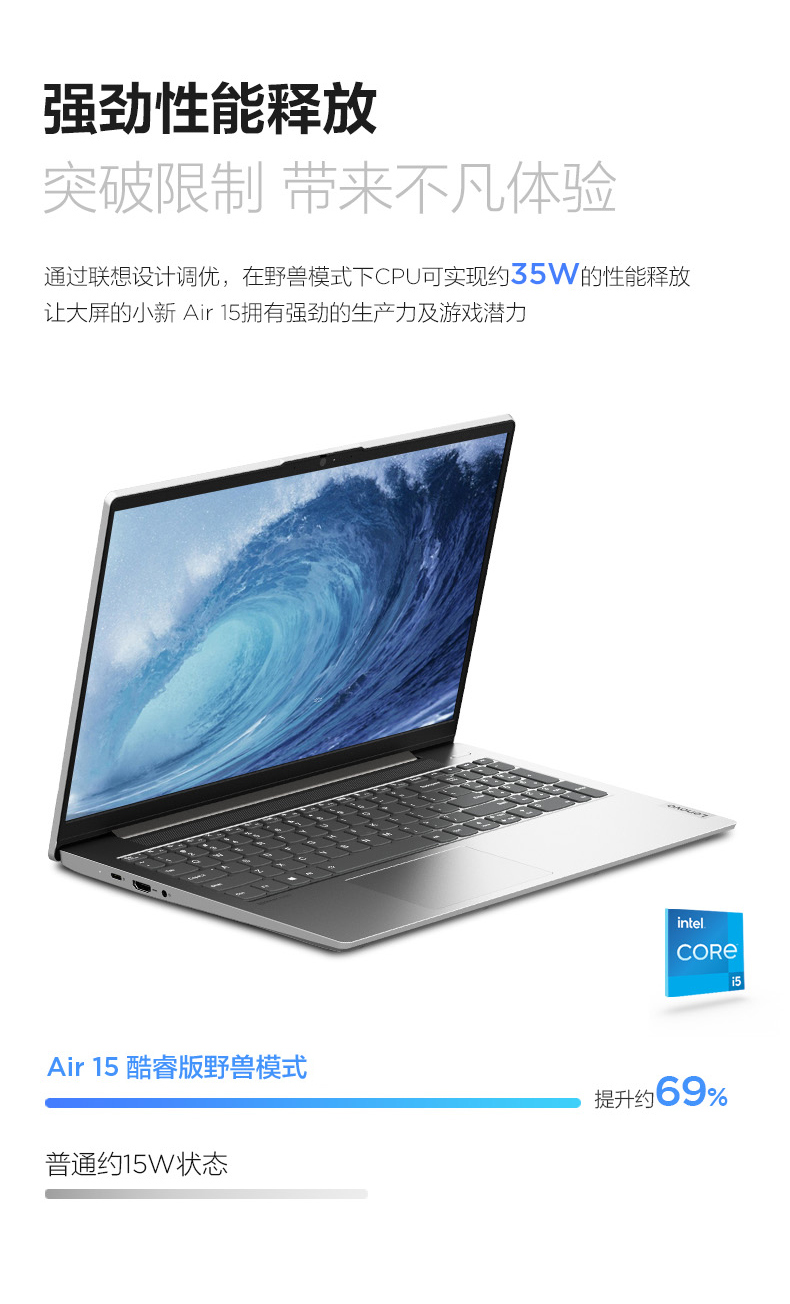 强劲性能释放
突破限制 带来不凡体验
通过联想设计调优，在野兽模式下CPU可实现约35W的性能释放
让大屏的小新 Air 15拥有强劲的生产力及游戏潜力
Lenovo
intel
CORE
i5
Air 15 酷睿版野兽模式
提升约69%
普通约15W状态